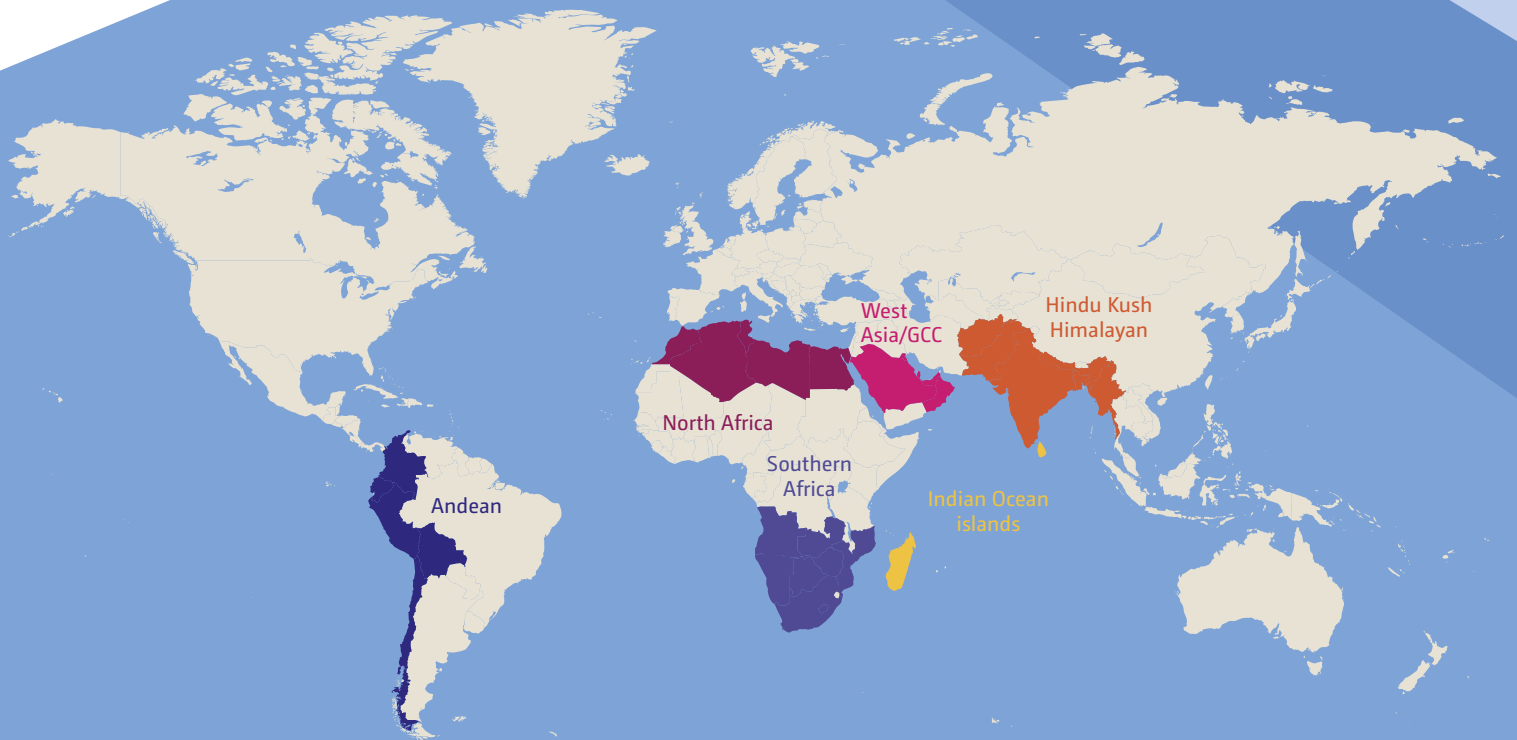 West
Asia/GCC
Hindu Kush
Himalayan
North Africa
Southern
Africa
Andean
Indian Ocean
islands